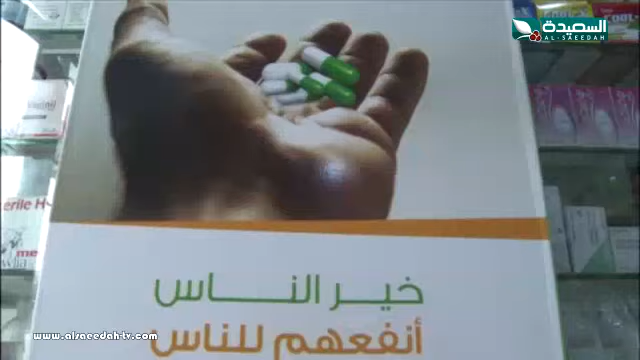 السعيدة
AL-SAEEDAH
خير الناس
أنفعهم للناس
www.alsaeedah-tv.com